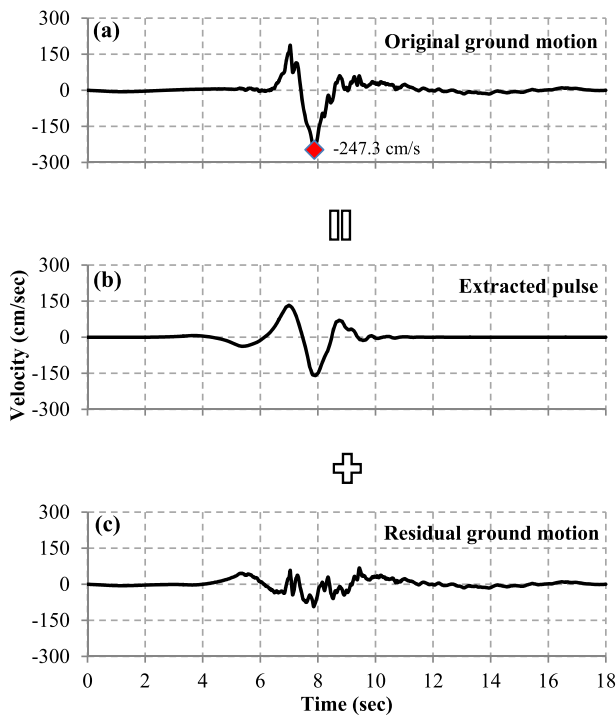 300
(a)
Original ground motion
150
0
-150
-300
-247.3 cm/s
300
(b)
Extracted pulse
150
0
-150
-300
Velocity (cm/sec)
300
(c)
Residual ground motion
150
0
-150
-300
0 2 4 6 8 10 12 14 16 18
Time (sec)